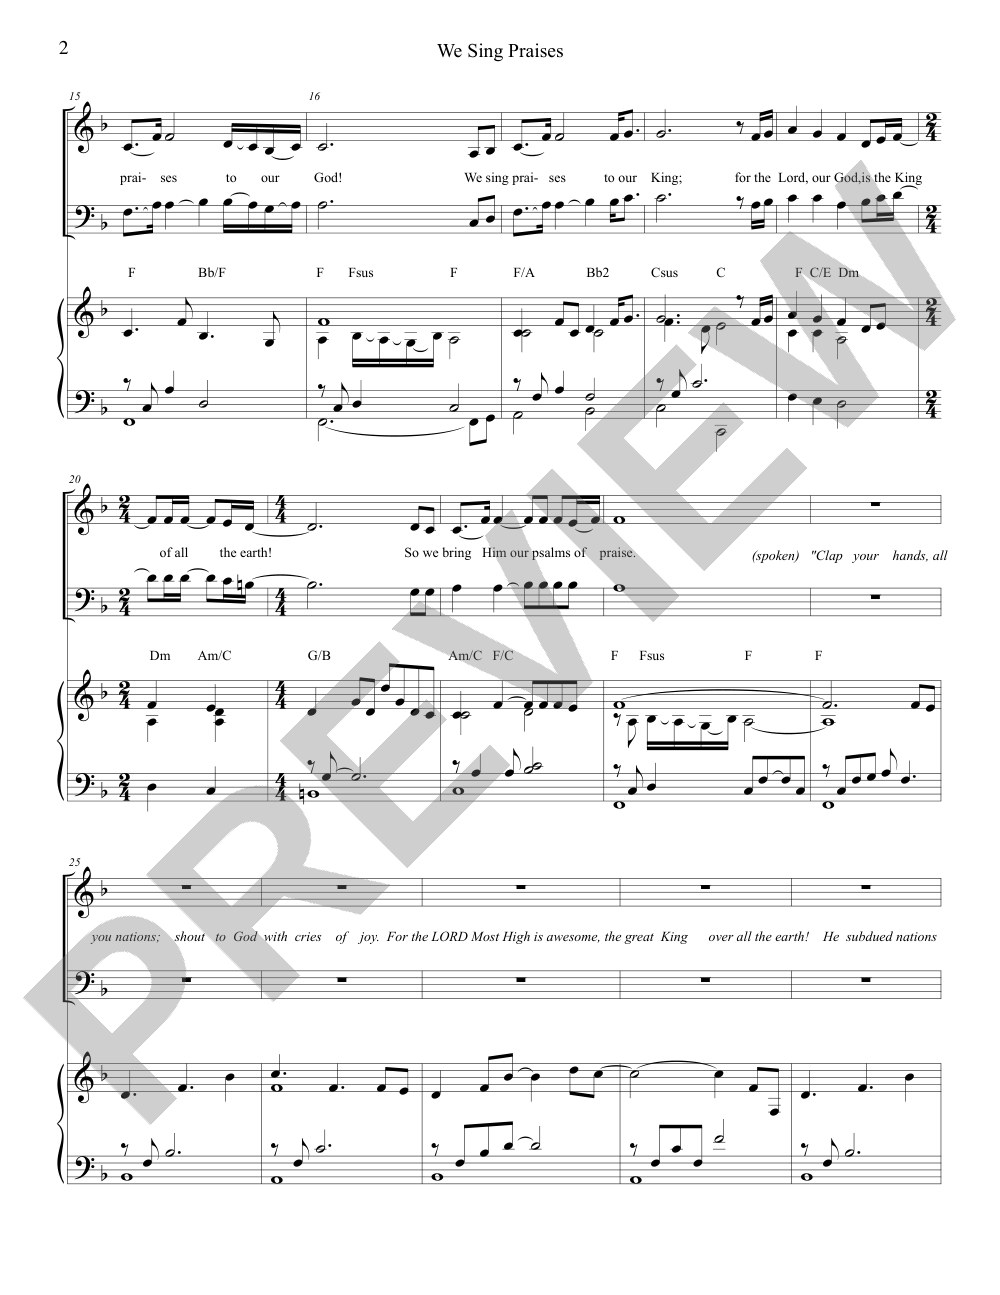 2
We Sing Praises
15
16
prai- ses to our God! We sing prai- ses to our King; for the Lord, our God,is the King
F Bb/F F Fsus F F/A Bb2 Csus C F C/E Dm
20
of all the earth! So we bring Him our psalms of praise. (spoken) "Clap your hands, all
Dm Am/C G/B Am/C F/C F Fsus F F
25
you nations; shout to God with cries of joy. For the LORD Most High is awesome, the great King over all the earth! He subdued nations
PREVIEW